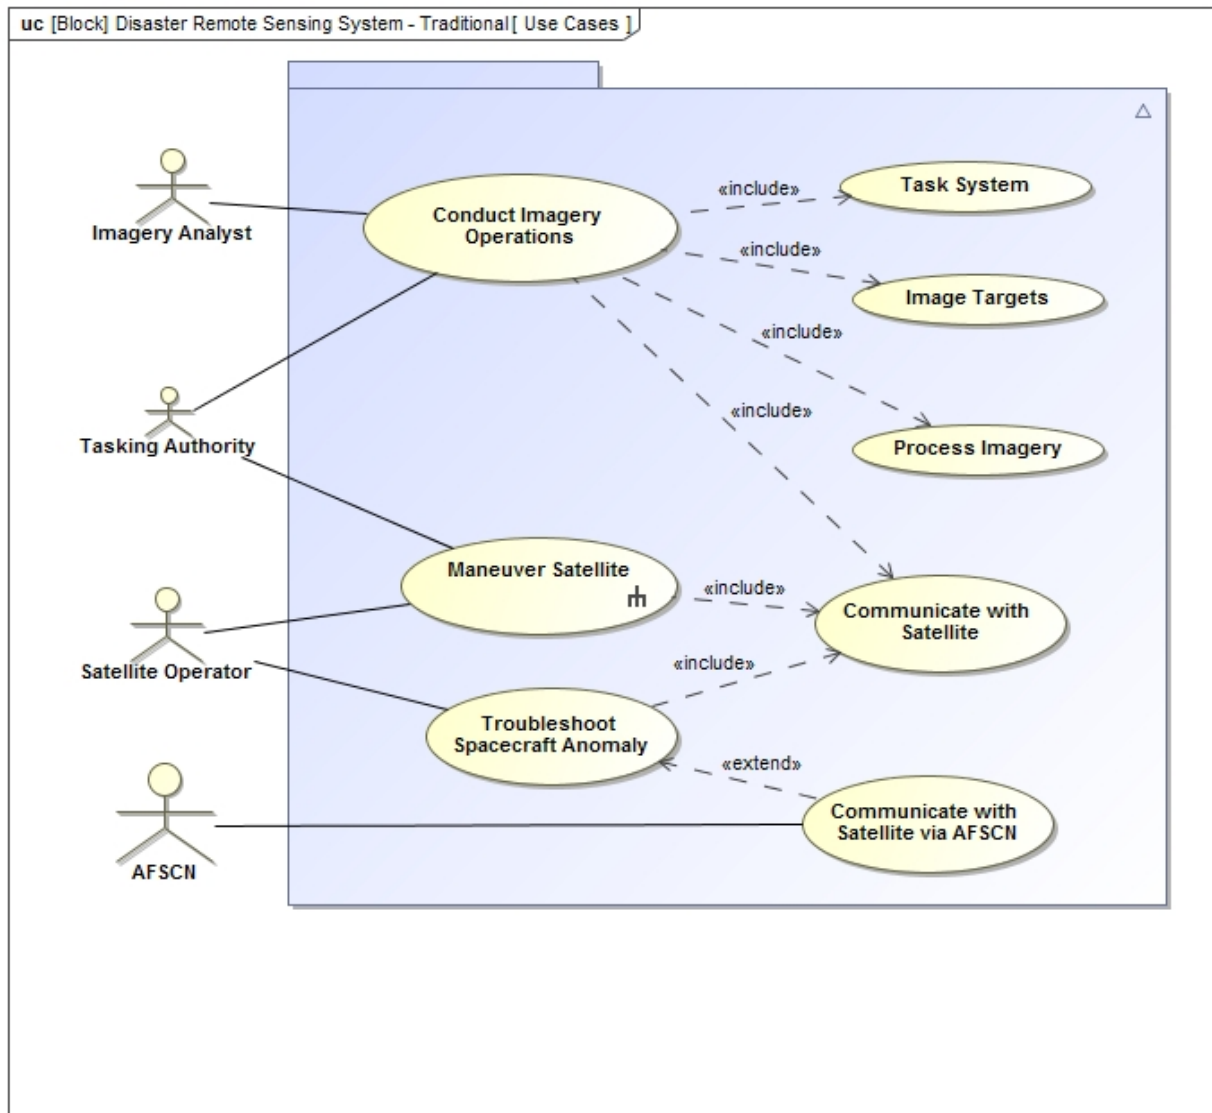 uc [Block] Disaster Remote Sensing System - Traditional[ Use Cases ]
Imagery Analyst
Conduct Imagery
Operations
«include»
Task System
«include»
Image Targets
«include»
Process Imagery
«include»
Tasking Authority
Maneuver Satellite
«include»
Communicate with
Satellite
Satellite Operator
«include»
Troubleshoot
Spacecraft Anomaly
«extend»
Communicate with
Satellite via AFSCN
AFSCN